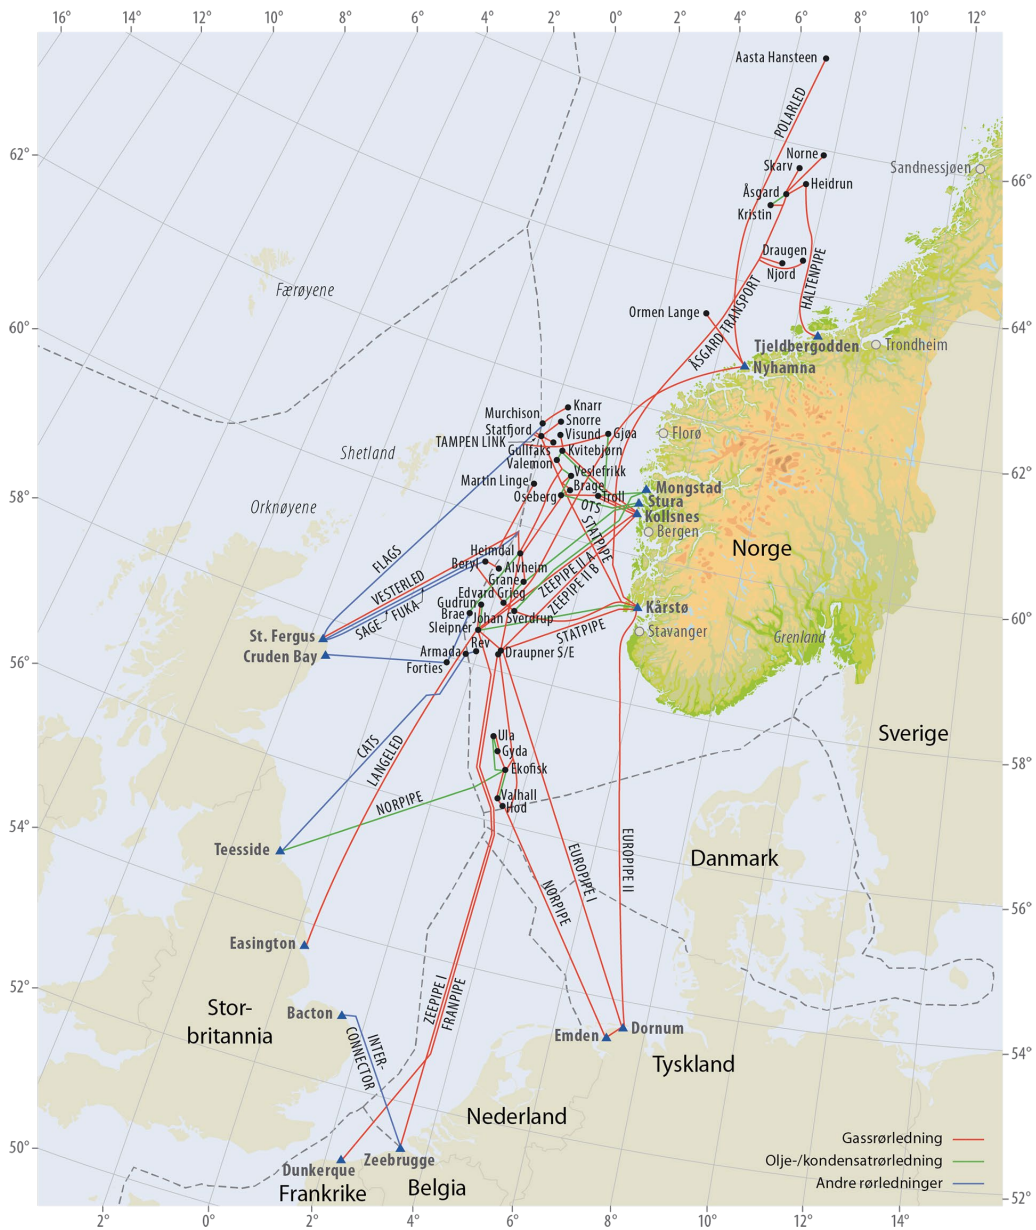 16° 14° 12° 10° 8° 6° 4° 2° 0° 2° 4° 6° 8° 10° 12°
Aasta Hansteen
POLARLED
62°
Norne
Skarv
Sandnessjøen
66°
Heidrun
Åsgard
Kristin
Draugen
Njord
HALTENPIPE
Færøyene
ÅSGARD TRANSPORT
Ormen Lange
60°
64°
Tjeldbergodden
Trondheim
Nyhamna
Knarr
Murchison
Snorre
Statfjord
Visund
Gjøa
Florø
TAMPEN LINK
Gullfaks
Kvitebjørn
Shetland
Valemon
Veslefrikk
62°
Martin Linge
Brage
Mongstad
Oseberg
Troll
58°
Stura
OTS
Orknøyene
Kollsnes
STATPIPE
Bergen
Norge
FLAGS
Heimdal
Beryl
Alvheim
ZEEPIPE II A
VESTERLED
Grane
ZEEPIPE II B
Edvard Grieg
Gudrun
SAGE
FUKA
Brae
Johan Sverdrup
Kårstø
60°
Sleipner
STATPIPE
Stavanger
St. Fergus
Grenland
Rev
Cruden Bay
Armada
Draupner S/E
56°
Forties
Sverige
Ula
CATS
Gyda
LANGELED
Ekofisk
58°
Valhall
NORPIPE
Hod
54°
Teesside
EUROPIPE II
Danmark
EUROPIPE I
NORPIPE
56°
Easington
52°
ZEEPIPE I
FRANPIPE
Stor-
britannia
Bacton
INTER-
CONNECTOR
Dornum
Emden
54°
Tyskland
Nederland
50°
Gassrørledning
Olje-/kondensatrørledning
Andre rørledninger
Zeebrugge
Dunkerque
Frankrike
Belgia
52°
2° 0° 2° 4° 6° 8° 10° 12° 14°